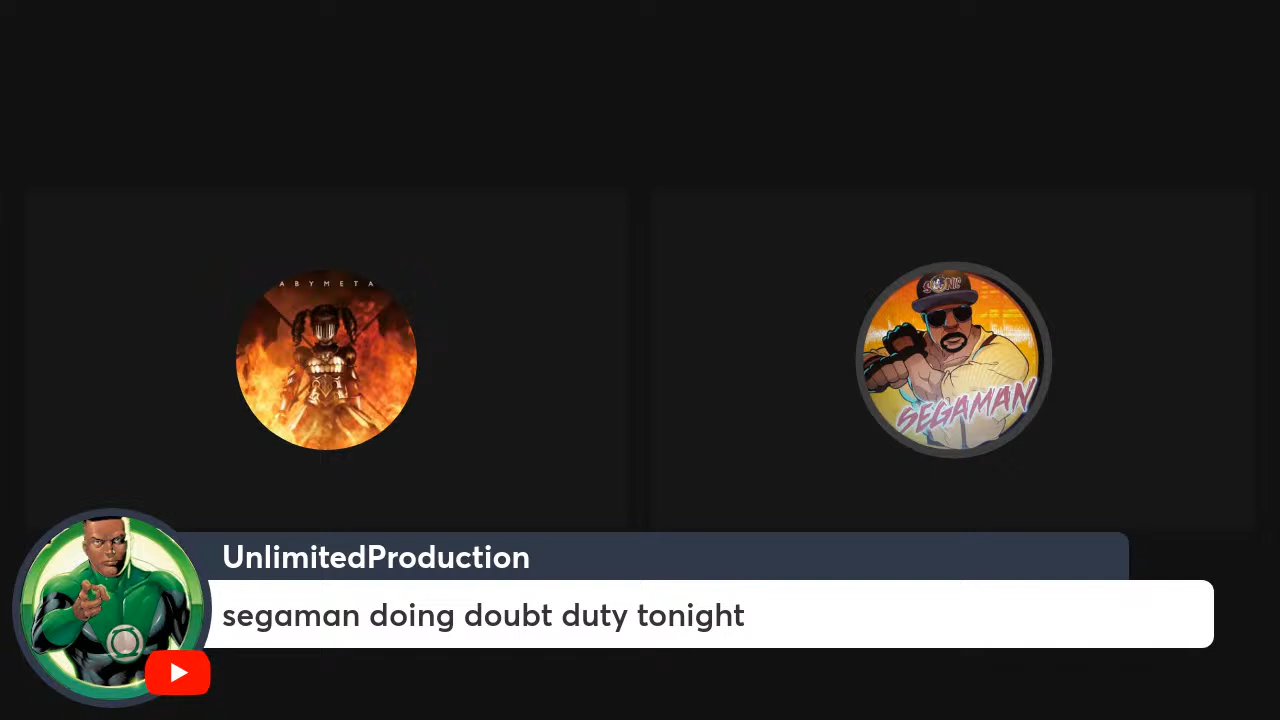 ABYMETA
SONIC
SEGAMAN
UnlimitedProduction
segaman doing doubt duty tonight